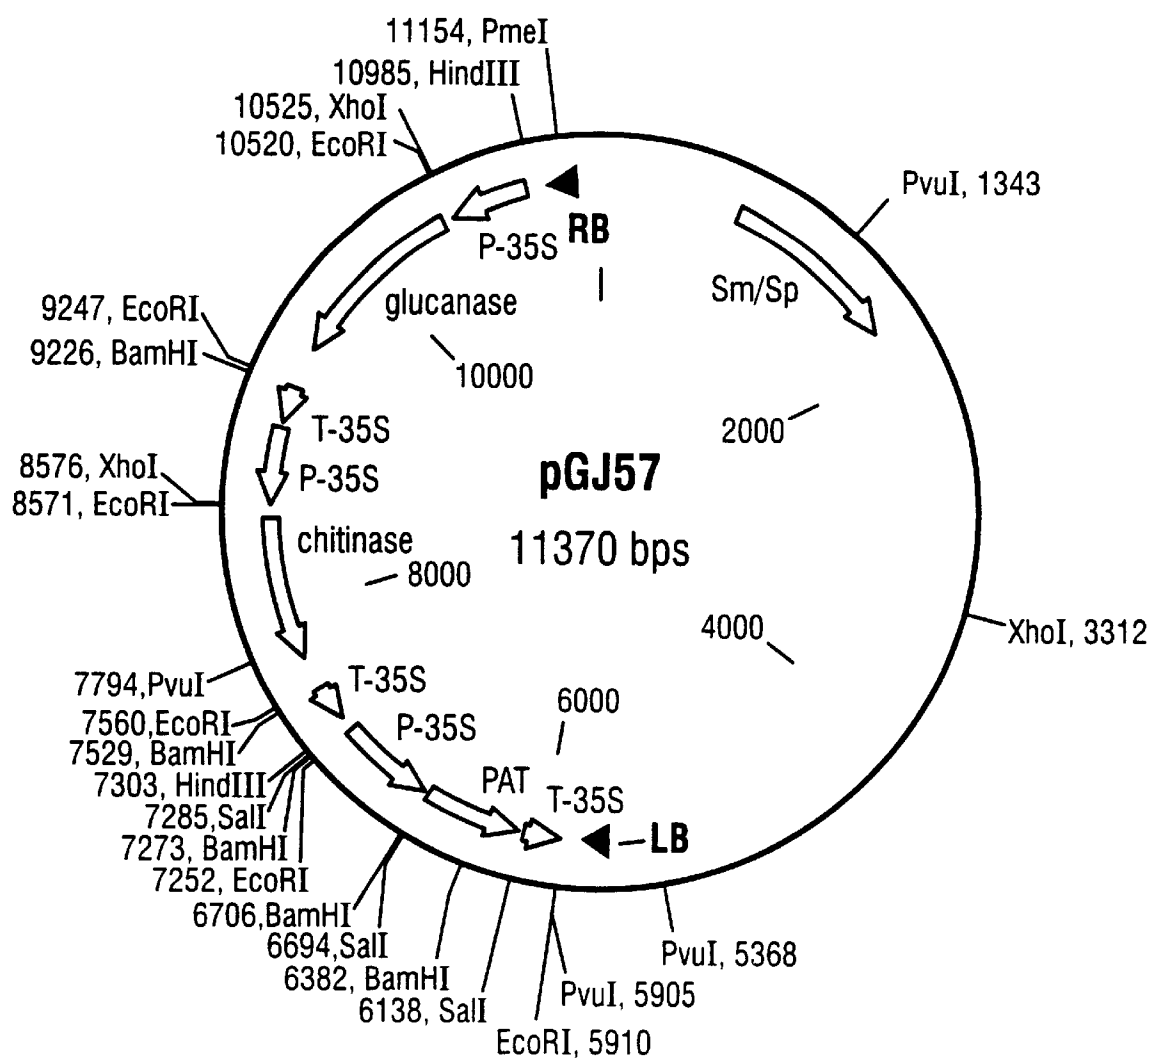 11154, PmeI
10985, HindIII
10525, XhoI
10520, EcoRI
PvuI, 1343
RB
P-35S
Sm/Sp
glucanase
9247, EcoRI
9226, BamHI
10000
T-35S
2000
P-35S
pGJ57
8576, XhoI
8571, EcoRI
chitinase
11370 bps
8000
4000
XhoI, 3312
7794,PvuI
T-35S
6000
7560,EcoRI
P-35S
7529, BamHI
7303, HindIII
PAT
T-35S
7285,SalI
LB
7273, BamHI
7252, EcoRI
6706,BamHI
6694,SalI
PvuI, 5368
6382, BamHI
PvuI, 5905
6138, SalI
EcoRI, 5910